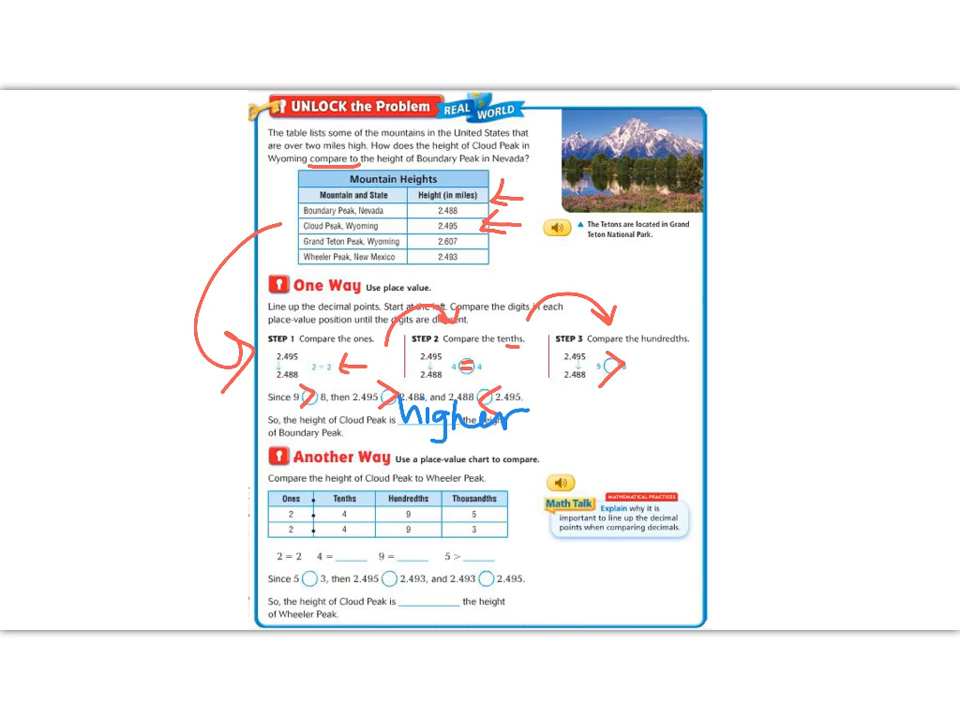 UNLOCK the Problem REAL WORLD
The table lists some of the mountains in the United States that
are over two miles high. How does the height of Cloud Peak in
Wyoming compare to the height of Boundary Peak in Nevada?
Mountain Heights
Mountain and State Height (in miles)
Boundary Peak, Nevada 2.488
Cloud Peak, Wyoming 2.495
Grand Teton Peak, Wyoming 2.607
Wheeler Peak, New Mexico 2.493
▲ The Tetons are located in Grand
Teton National Park.
One Way Use place value.
Line up the decimal points. Start at the left. Compare the digits in each
place-value position until the digits are different.
STEP 1 Compare the ones.
2.495
↓ 2 = 2
2.488
STEP 2 Compare the tenths.
2.495
↓ 4 = 4
2.488
STEP 3 Compare the hundredths.
2.495
↓ 9 > 8
2.488
Since 9 > 8, then 2.495 > 2.488, and 2.488 < 2.495.
So, the height of Cloud Peak is higher the height
of Boundary Peak.
Another Way Use a place-value chart to compare.
Compare the height of Cloud Peak to Wheeler Peak.
Ones • Tenths Hundredths Thousandths
2 • 4 9 5
2 • 4 9 3
2 = 2 4 = ____ 9 = ____ 5 > ____
Since 5 ◯ 3, then 2.495 ◯ 2.493, and 2.493 ◯ 2.495.
So, the height of Cloud Peak is ____ the height
of Wheeler Peak.
Math Talk MATHEMATICAL PRACTICES
Explain why it is
important to line up the decimal
points when comparing decimals.